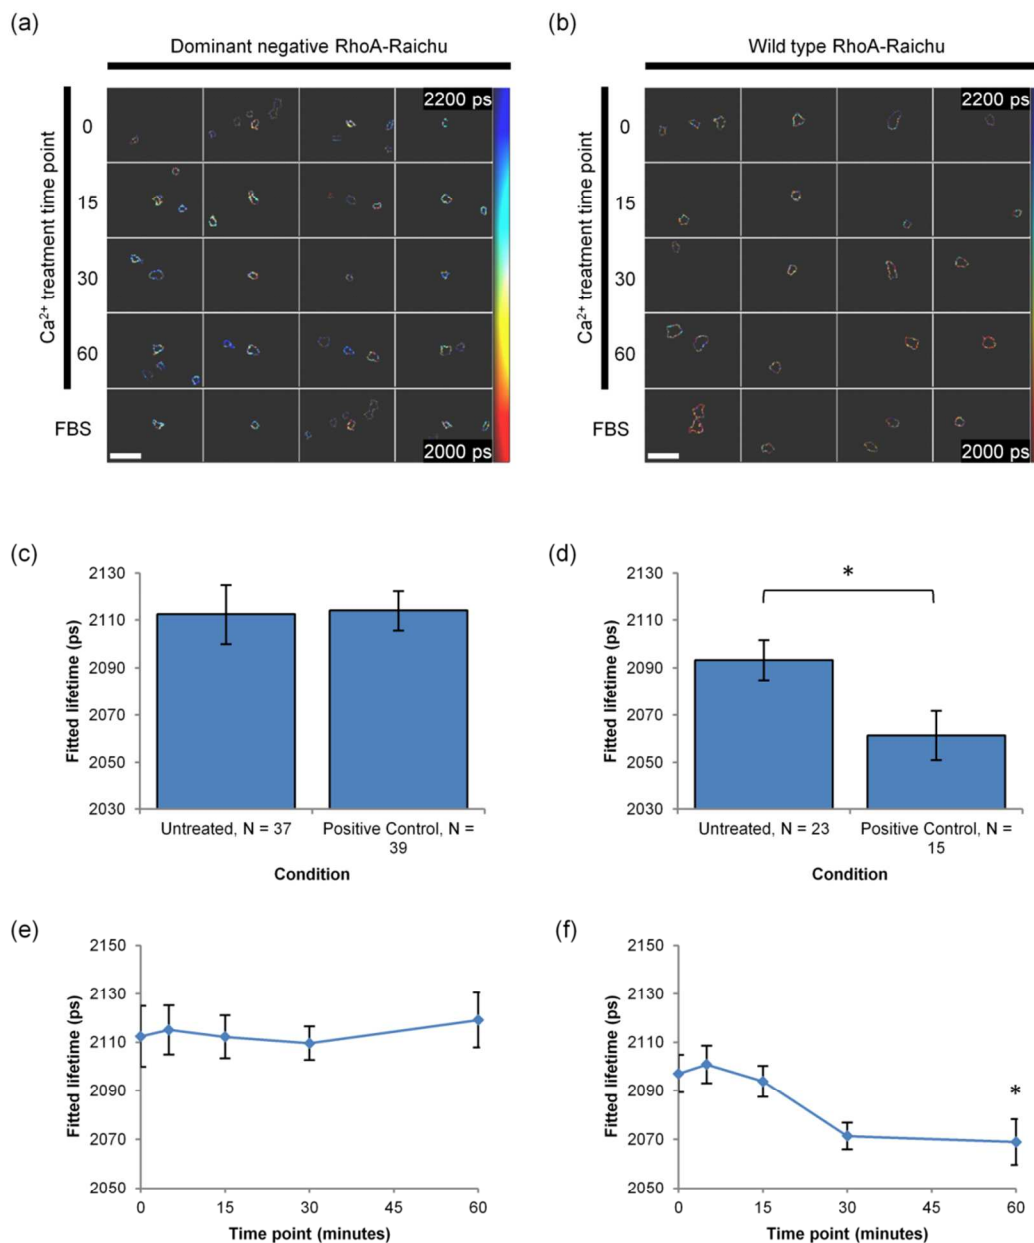 (a)
Dominant negative RhoA-Raichu
Ca²⁺ treatment time point
0
15
30
60
FBS
2200 ps
2000 ps
(b)
Wild type RhoA-Raichu
Ca²⁺ treatment time point
0
15
30
60
FBS
2200 ps
2000 ps
(c)
Fitted lifetime (ps)
2130
2110
2090
2070
2050
2030
Untreated, N = 37
Positive Control, N =
39
Condition
(d)
Fitted lifetime (ps)
2130
2110
2090
2070
2050
2030
*
Untreated, N = 23
Positive Control, N =
15
Condition
(e)
Fitted lifetime (ps)
2150
2130
2110
2090
2070
2050
0
15
30
45
60
Time point (minutes)
(f)
Fitted lifetime (ps)
2150
2130
2110
2090
2070
2050
*
0
15
30
45
60
Time point (minutes)